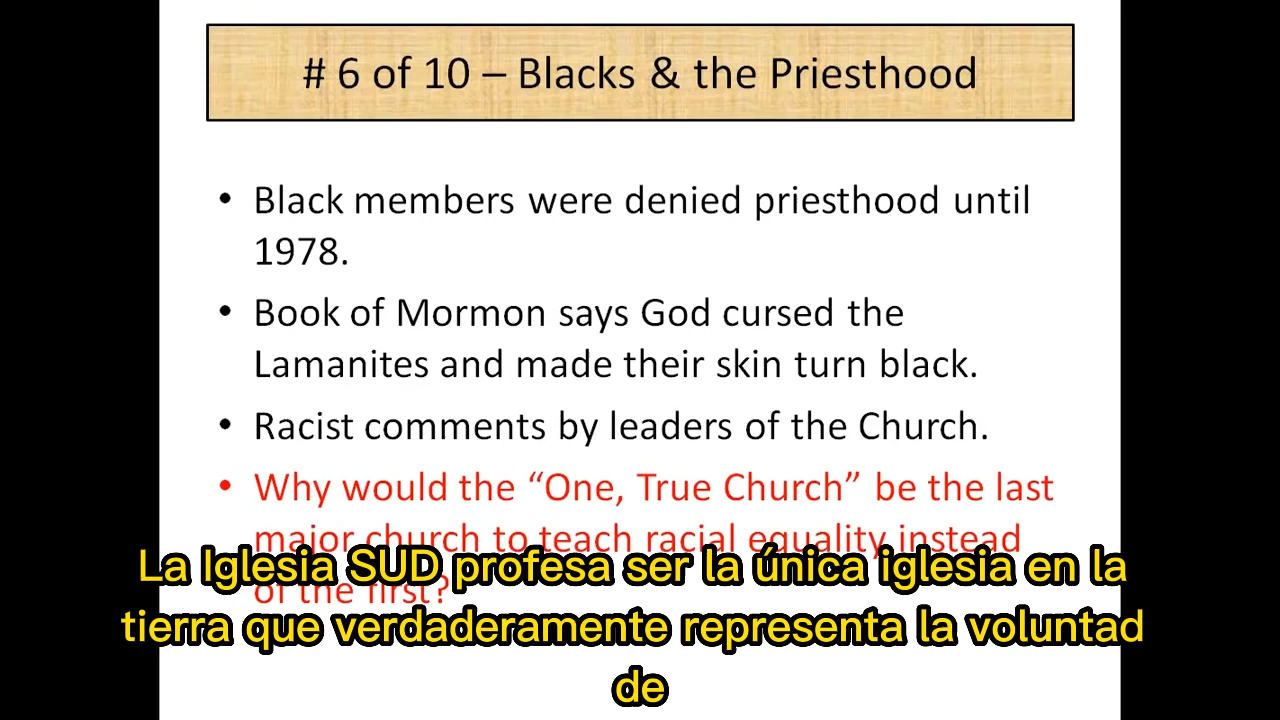 # 6 of 10 – Blacks & the Priesthood
• Black members were denied priesthood until
1978.
• Book of Mormon says God cursed the
Lamanites and made their skin turn black.
• Racist comments by leaders of the Church.
• Why would the “One, True Church” be the last
major church to teach racial equality instead
of the first?
La Iglesia SUD profesa ser la única iglesia en la
tierra que verdaderamente representa la voluntad
de